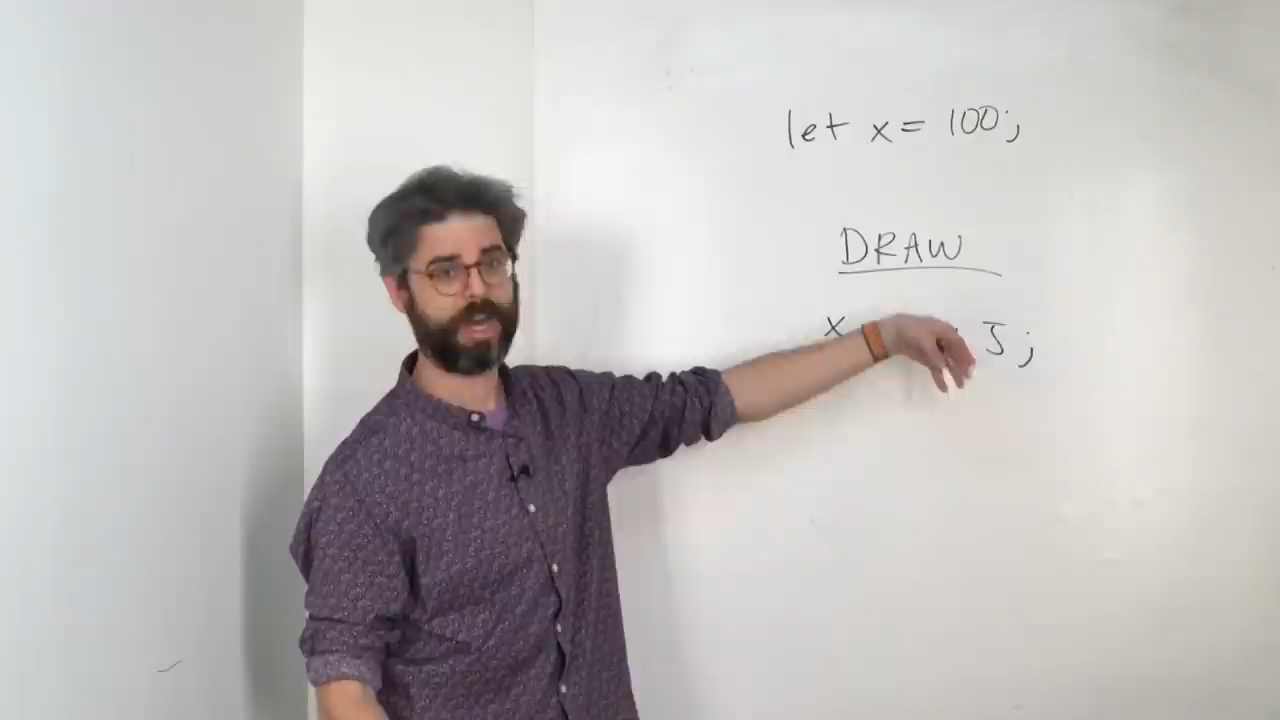 let x = 100;
DRAW
x 5;